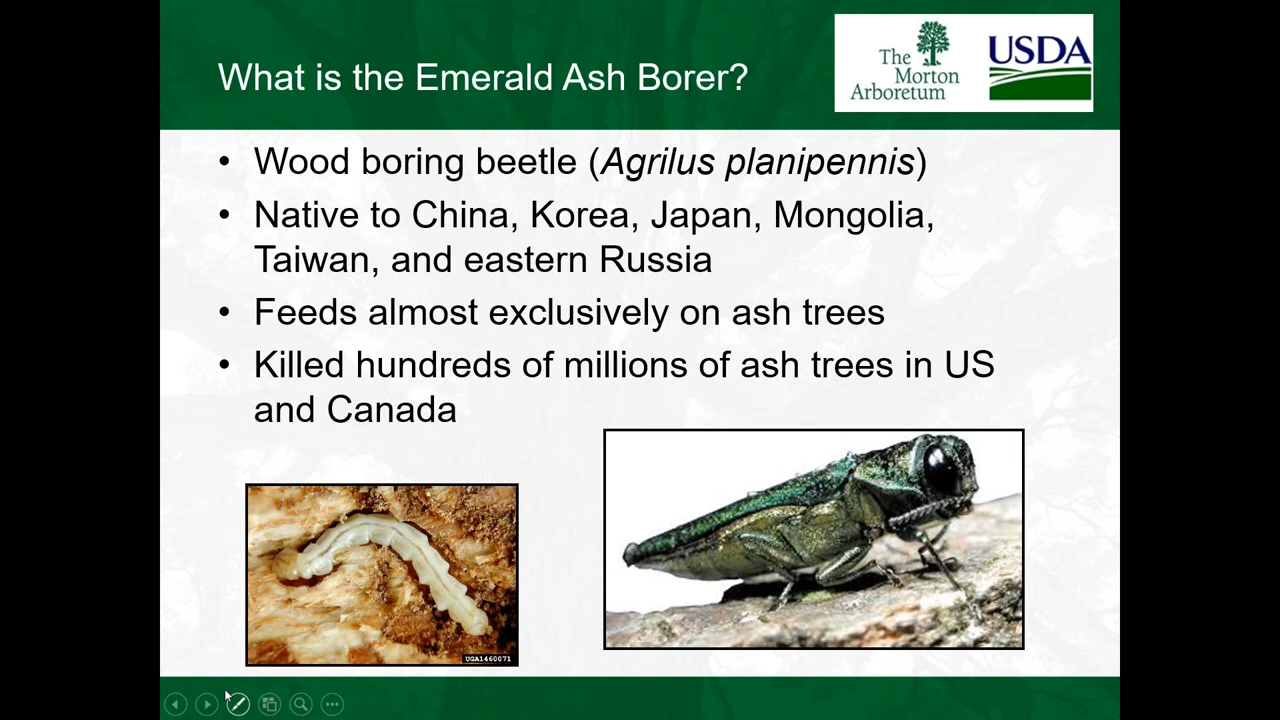 What is the Emerald Ash Borer?
The
Morton
Arboretum
USDA
• Wood boring beetle (Agrilus planipennis)
• Native to China, Korea, Japan, Mongolia,
Taiwan, and eastern Russia
• Feeds almost exclusively on ash trees
• Killed hundreds of millions of ash trees in US
and Canada
UGA1460071